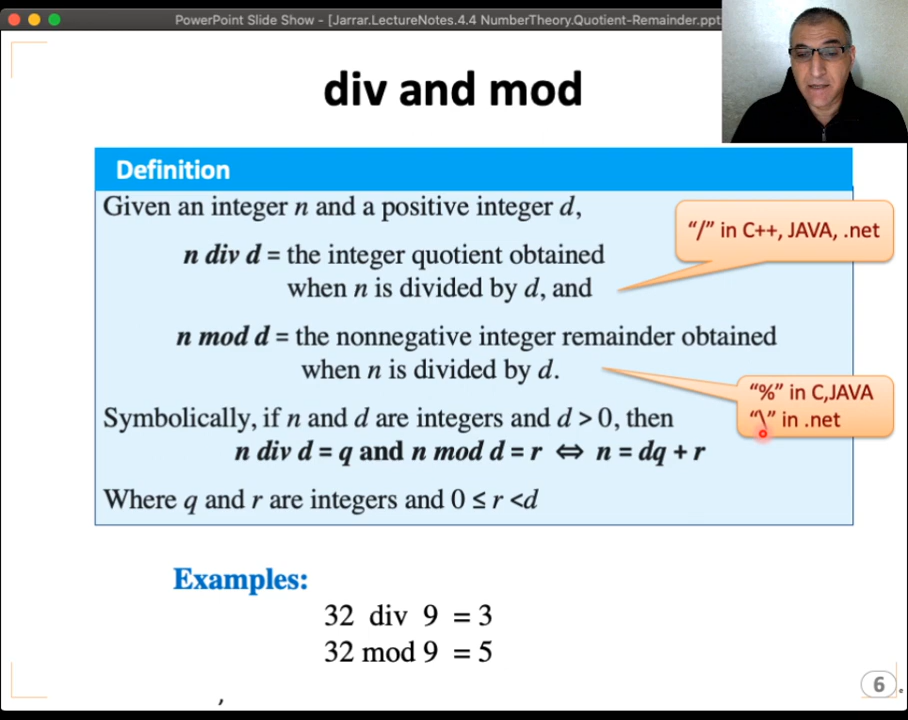 PowerPoint Slide Show - [Jarrar.LectureNotes.4.4 NumberTheory.Quotient-Remainder.ppt
div and mod
Definition
Given an integer n and a positive integer d,
n div d = the integer quotient obtained
when n is divided by d, and
"/" in C++, JAVA, .net
n mod d = the nonnegative integer remainder obtained
when n is divided by d.
"%" in C,JAVA
"\" in .net
Symbolically, if n and d are integers and d > 0, then
n div d = q and n mod d = r ⇔ n = dq + r
Where q and r are integers and 0 ≤ r <d
Examples:
32 div 9 = 3
32 mod 9 = 5
,
6 .